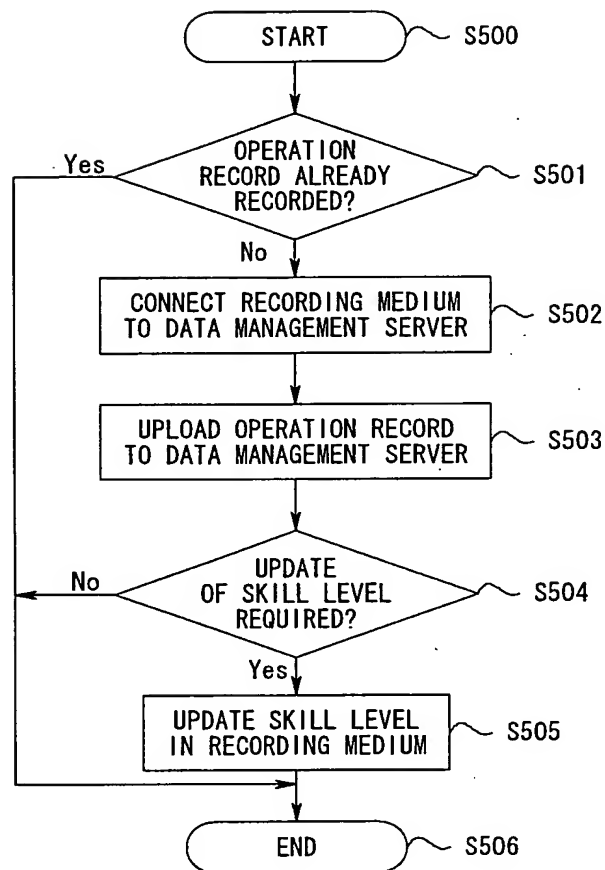 START
S500
OPERATION
RECORD ALREADY
RECORDED?
S501
Yes
No
CONNECT RECORDING MEDIUM
TO DATA MANAGEMENT SERVER
S502
UPLOAD OPERATION RECORD
TO DATA MANAGEMENT SERVER
S503
UPDATE
OF SKILL LEVEL
REQUIRED?
S504
No
Yes
UPDATE SKILL LEVEL
IN RECORDING MEDIUM
S505
END
S506